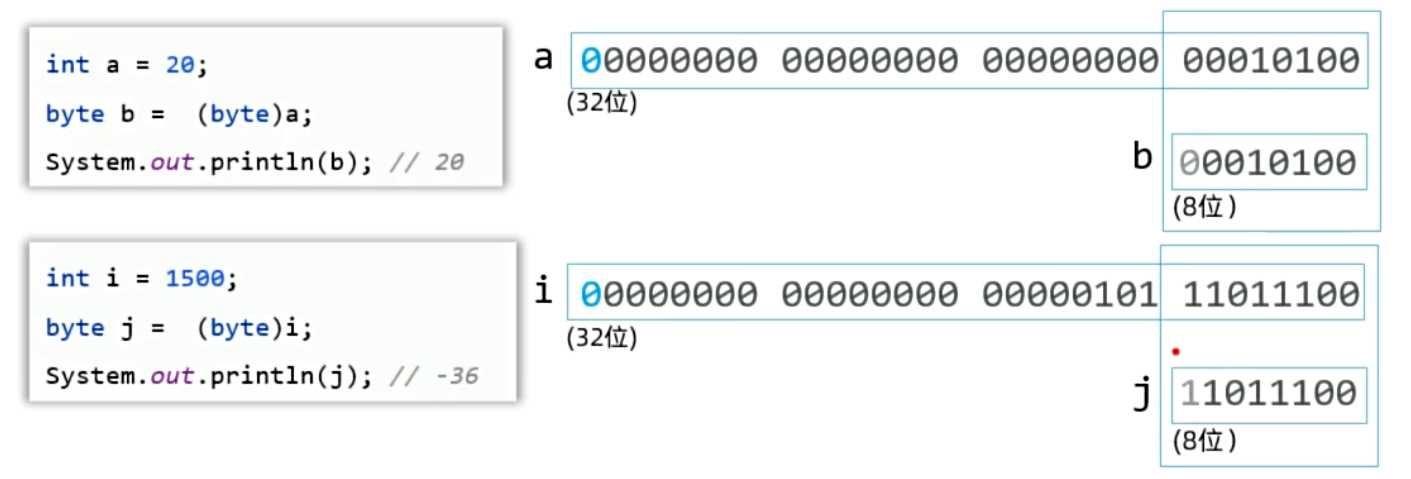 int a = 20;
byte b =  (byte)a;
System.out.println(b); // 20
a 00000000 00000000 00000000 00010100
(32位)
b 00010100
(8位)
int i = 1500;
byte j =  (byte)i;
System.out.println(j); // -36
i 00000000 00000000 00000101 11011100
(32位)
j 11011100
(8位)